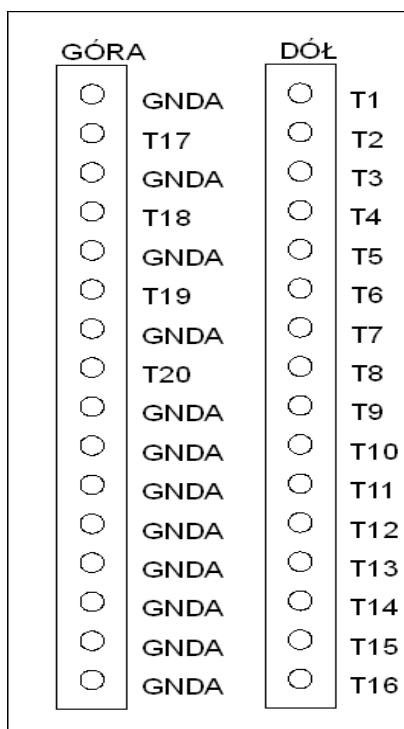 GÓRA DÓŁ
GNDA T1
T17 T2
GNDA T3
T18 T4
GNDA T5
T19 T6
GNDA T7
T20 T8
GNDA T9
GNDA T10
GNDA T11
GNDA T12
GNDA T13
GNDA T14
GNDA T15
GNDA T16